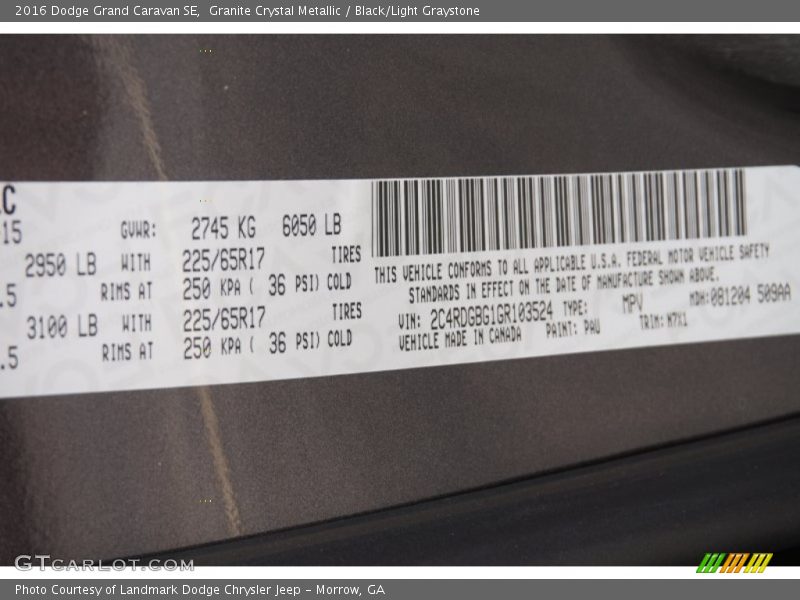 2016 Dodge Grand Caravan SE,  Granite Crystal Metallic / Black/Light Graystone
GVWR: 2745 KG 6050 LB
-15
2950 LB WITH 225/65R17 TIRES
.5 RIMS AT 250 KPA ( 36 PSI) COLD
3100 LB WITH 225/65R17 TIRES
.5 RIMS AT 250 KPA ( 36 PSI) COLD
THIS VEHICLE CONFORMS TO ALL APPLICABLE U.S.A. FEDERAL MOTOR VEHICLE SAFETY
STANDARDS IN EFFECT ON THE DATE OF MANUFACTURE SHOWN ABOVE.
VIN: 2C4RDGBG1GR103524 TYPE: MPV MDH:081204 509AA
VEHICLE MADE IN CANADA PAINT: PAU TRIM:M7X1
GTCARLOT.COM
Photo Courtesy of Landmark Dodge Chrysler Jeep - Morrow, GA